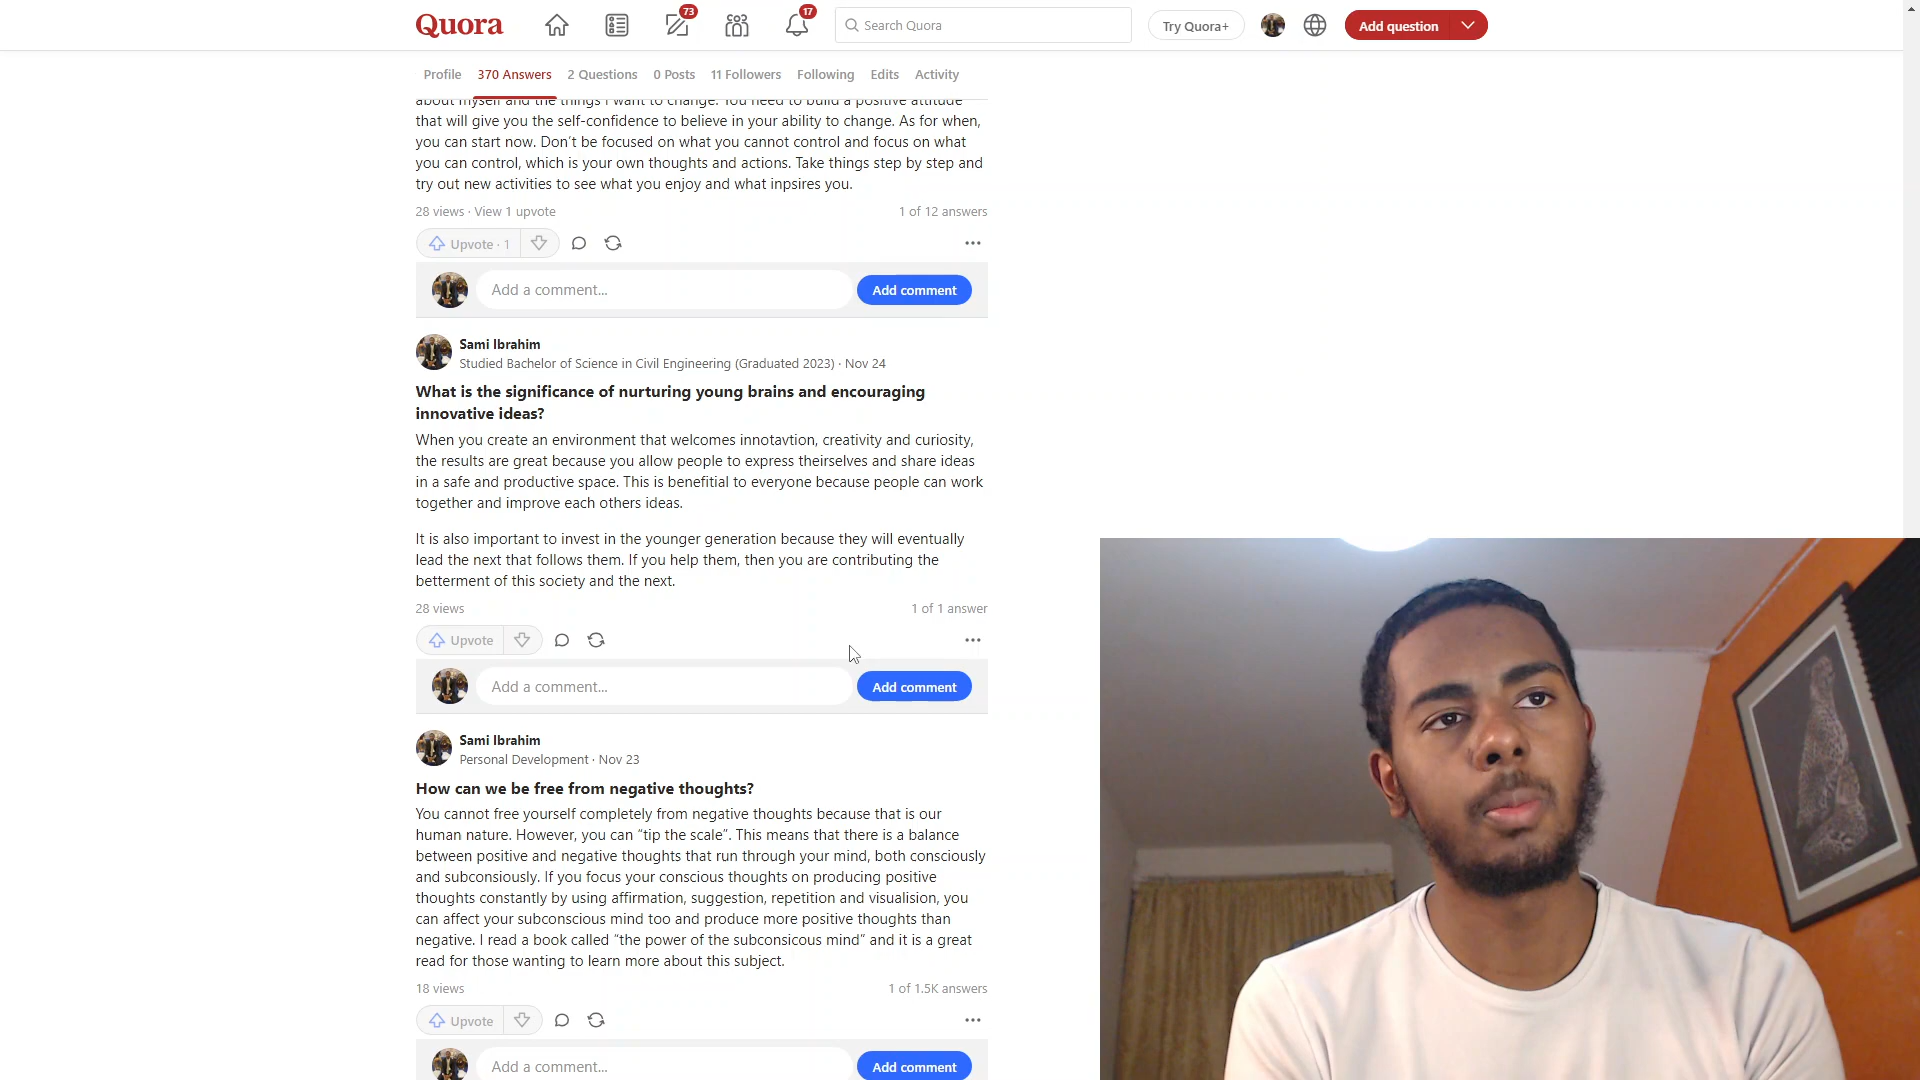 Quora
73
17
Search Quora
Try Quora+
Add question
Profile
370 Answers
2 Questions
0 Posts
11 Followers
Following
Edits
Activity
about myself and the things I want to change. You need to build a positive attitude
that will give you the self-confidence to believe in your ability to change. As for when,
you can start now. Don't be focused on what you cannot control and focus on what
you can control, which is your own thoughts and actions. Take things step by step and
try out new activities to see what you enjoy and what inpsires you.
28 views · View 1 upvote
1 of 12 answers
Upvote · 1
Add a comment...
Add comment
Sami Ibrahim
Studied Bachelor of Science in Civil Engineering (Graduated 2023) · Nov 24
What is the significance of nurturing young brains and encouraging
innovative ideas?
When you create an environment that welcomes innotavtion, creativity and curiosity,
the results are great because you allow people to express theirselves and share ideas
in a safe and productive space. This is benefitial to everyone because people can work
together and improve each others ideas.
It is also important to invest in the younger generation because they will eventually
lead the next that follows them. If you help them, then you are contributing the
betterment of this society and the next.
28 views
1 of 1 answer
Upvote
Add a comment...
Add comment
Sami Ibrahim
Personal Development · Nov 23
How can we be free from negative thoughts?
You cannot free yourself completely from negative thoughts because that is our
human nature. However, you can “tip the scale”. This means that there is a balance
between positive and negative thoughts that run through your mind, both consciously
and subconsiously. If you focus your conscious thoughts on producing positive
thoughts constantly by using affirmation, suggestion, repetition and visualision, you
can affect your subconscious mind too and produce more positive thoughts than
negative. I read a book called “the power of the subconsicous mind” and it is a great
read for those wanting to learn more about this subject.
18 views
1 of 1.5K answers
Upvote
Add a comment...
Add comment